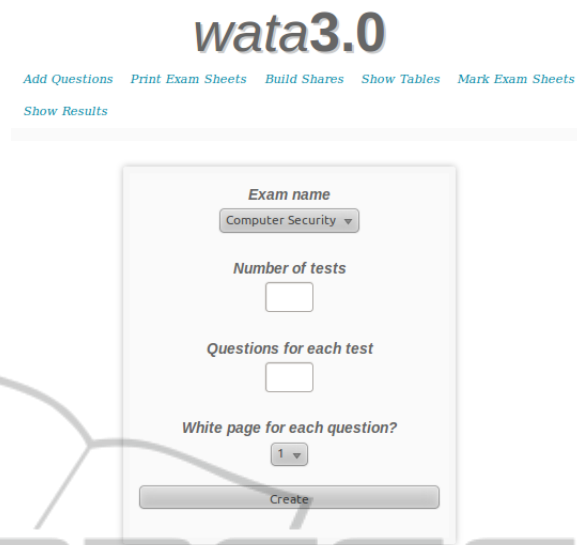 wata3.0
Add Questions Print Exam Sheets Build Shares Show Tables Mark Exam Sheets
Show Results
Exam name
Computer Security
Number of tests
Questions for each test
White page for each question?
1
Create